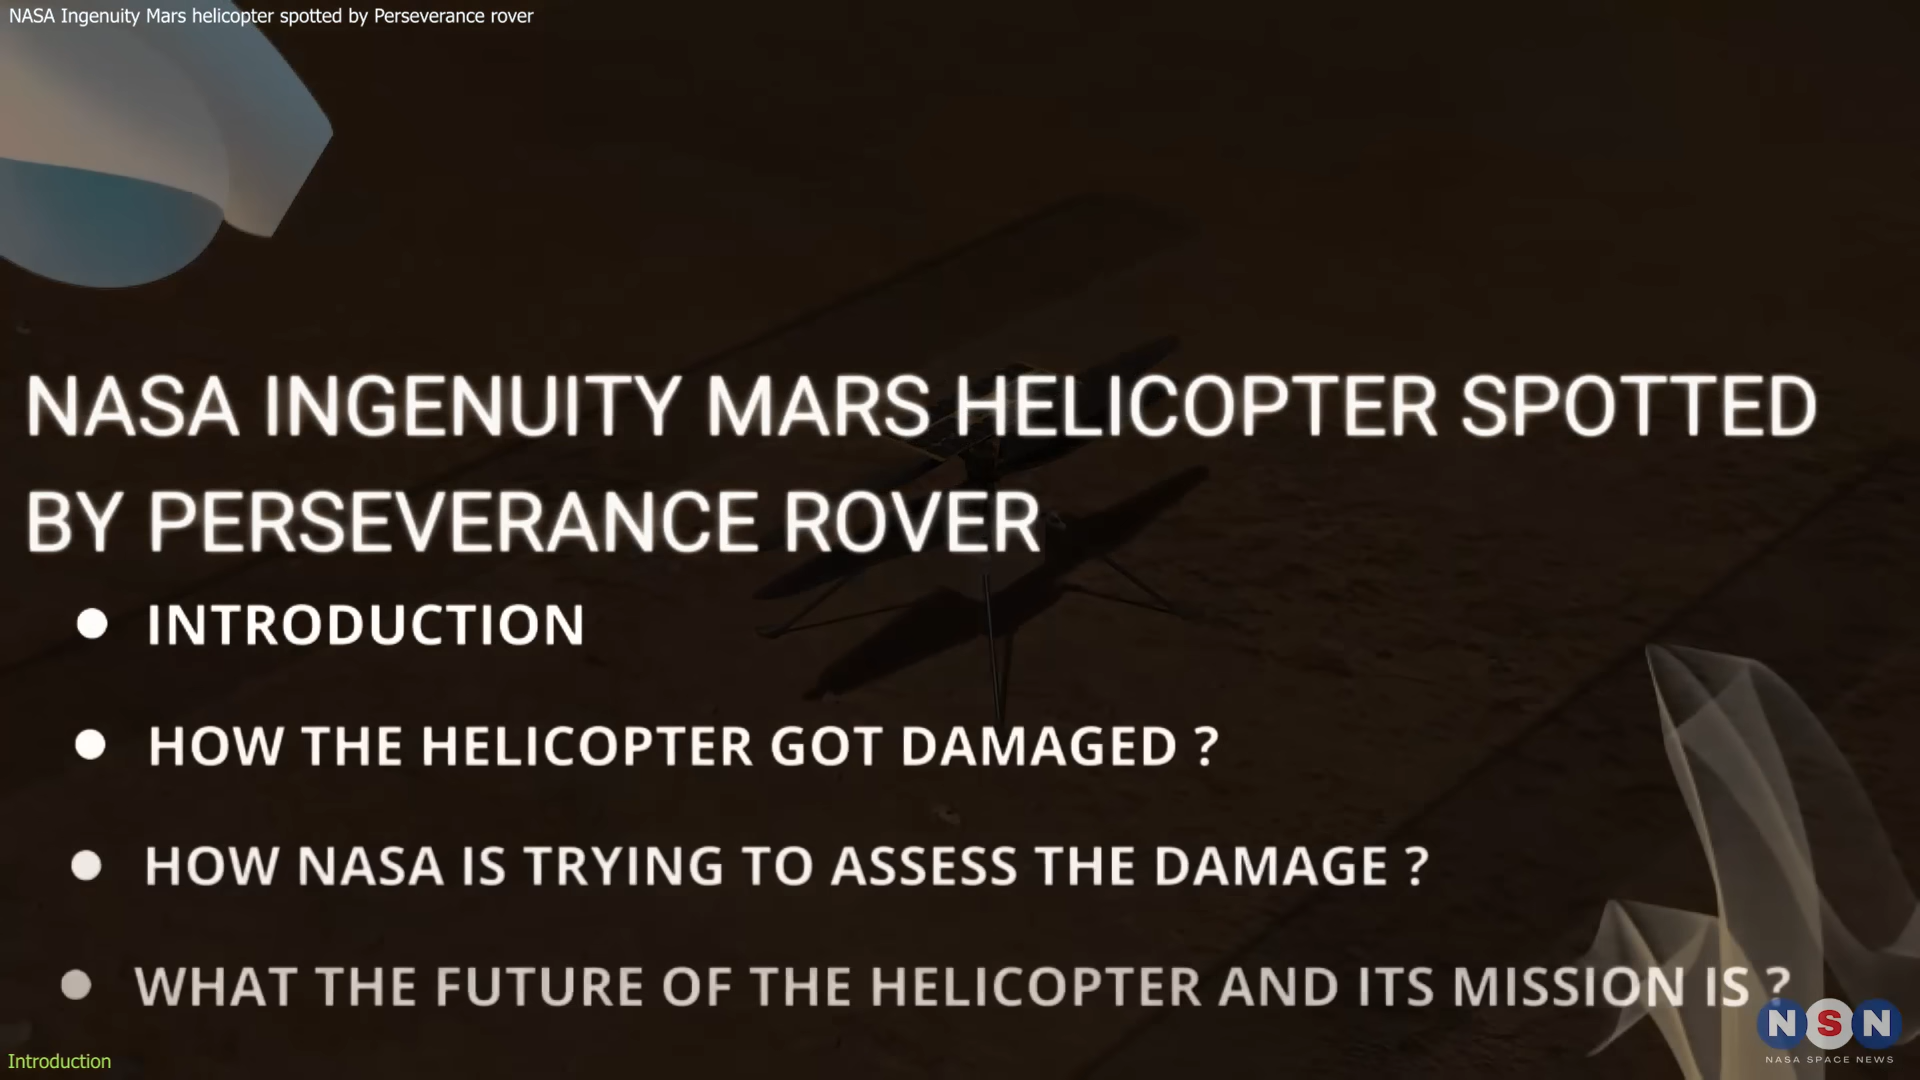 NASA Ingenuity Mars helicopter spotted by Perseverance rover
NASA INGENUITY MARS HELICOPTER SPOTTED
BY PERSEVERANCE ROVER
● INTRODUCTION
● HOW THE HELICOPTER GOT DAMAGED ?
● HOW NASA IS TRYING TO ASSESS THE DAMAGE ?
● WHAT THE FUTURE OF THE HELICOPTER AND ITS MISSION IS ?
NSN
NASA SPACE NEWS
Introduction